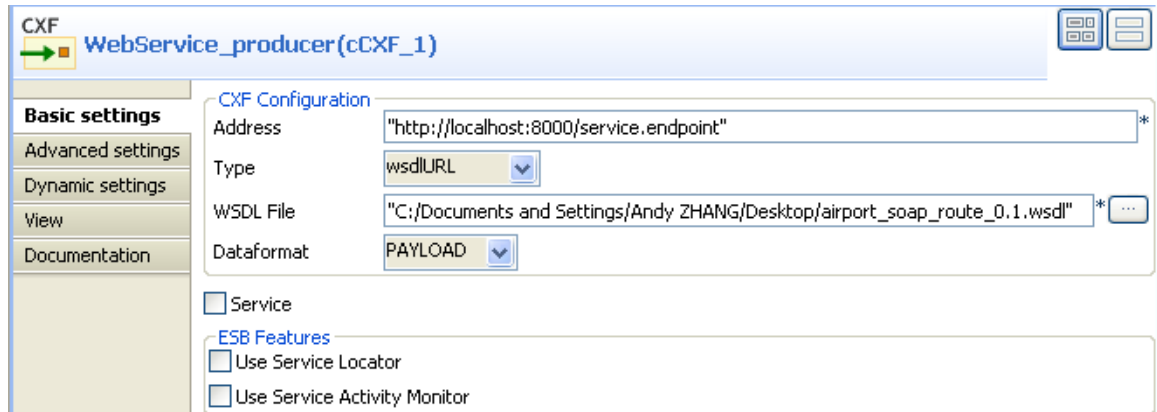 CXF
WebService_producer(cCXF_1)
Basic settings
Advanced settings
Dynamic settings
View
Documentation
CXF Configuration
Address "http://localhost:8000/service.endpoint" *
Type wsdlURL
WSDL File "C:/Documents and Settings/Andy ZHANG/Desktop/airport_soap_route_0.1.wsdl" * ...
Dataformat PAYLOAD
Service
ESB Features
Use Service Locator
Use Service Activity Monitor